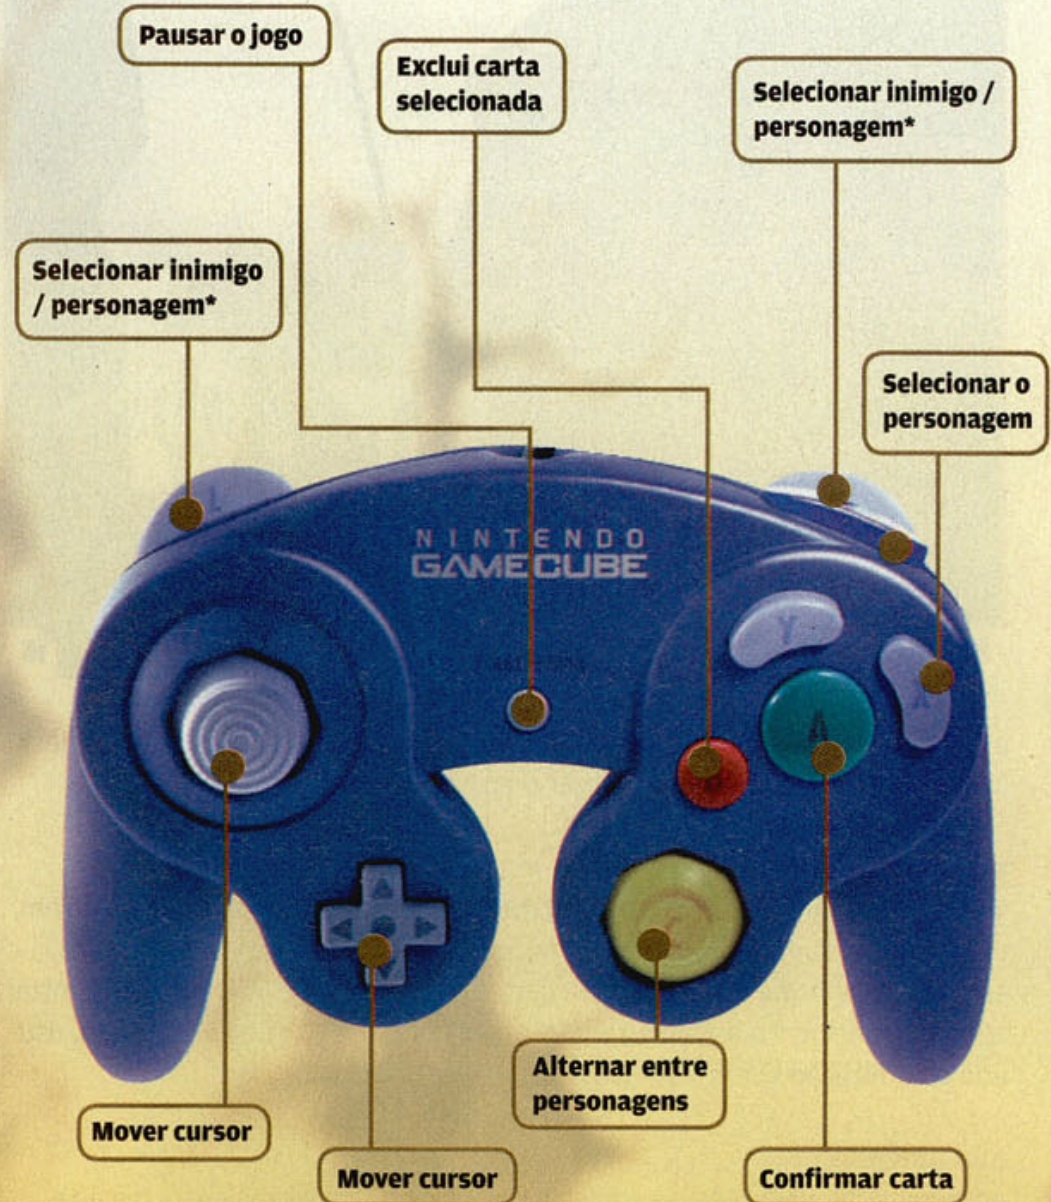 Pausar o jogo
Exclui carta
selecionada
Selecionar inimigo /
personagem*
Selecionar inimigo
/ personagem*
Selecionar o
personagem
L
NINTENDO
GAMECUBE
Y
X
A
Alternar entre
personagens
Mover cursor
Mover cursor
Confirmar carta